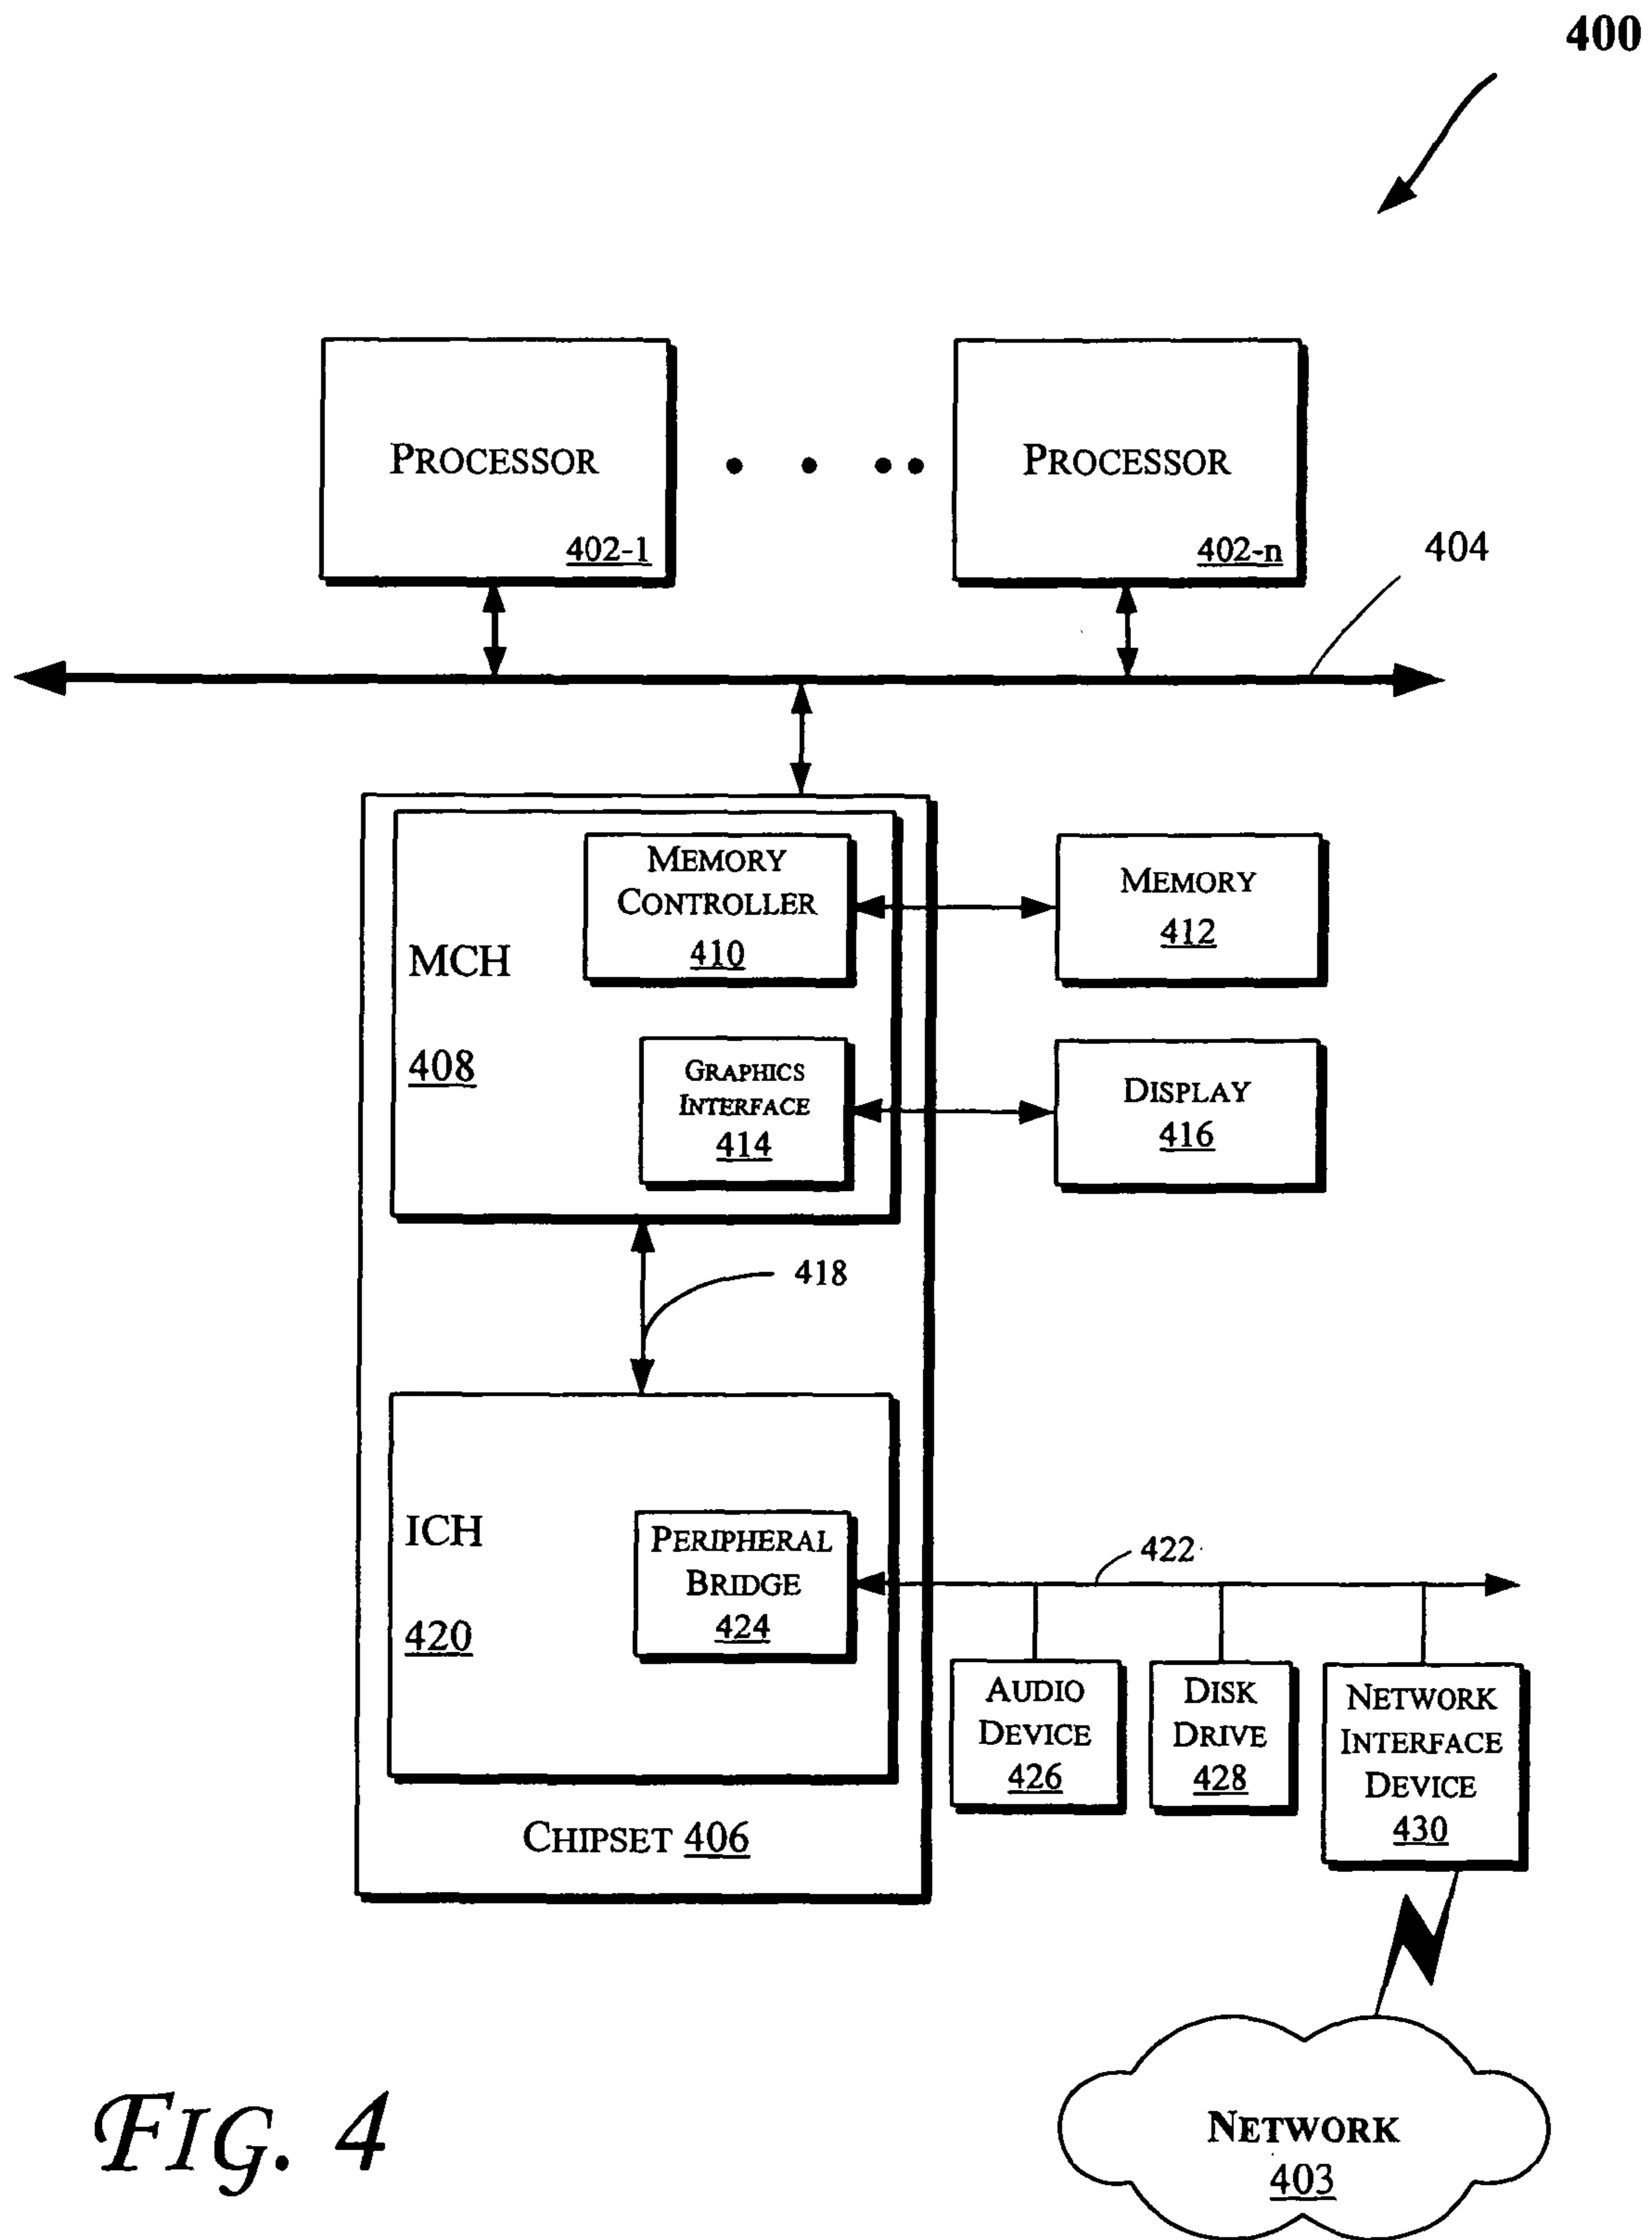 400
PROCESSOR
402-1
PROCESSOR
402-n
404
MEMORY
CONTROLLER
410
MEMORY
412
MCH
408
GRAPHICS
INTERFACE
414
DISPLAY
416
418
ICH
420
PERIPHERAL
BRIDGE
424
422
AUDIO
DEVICE
426
DISK
DRIVE
428
NETWORK
INTERFACE
DEVICE
430
CHIPSET 406
NETWORK
403
FIG. 4